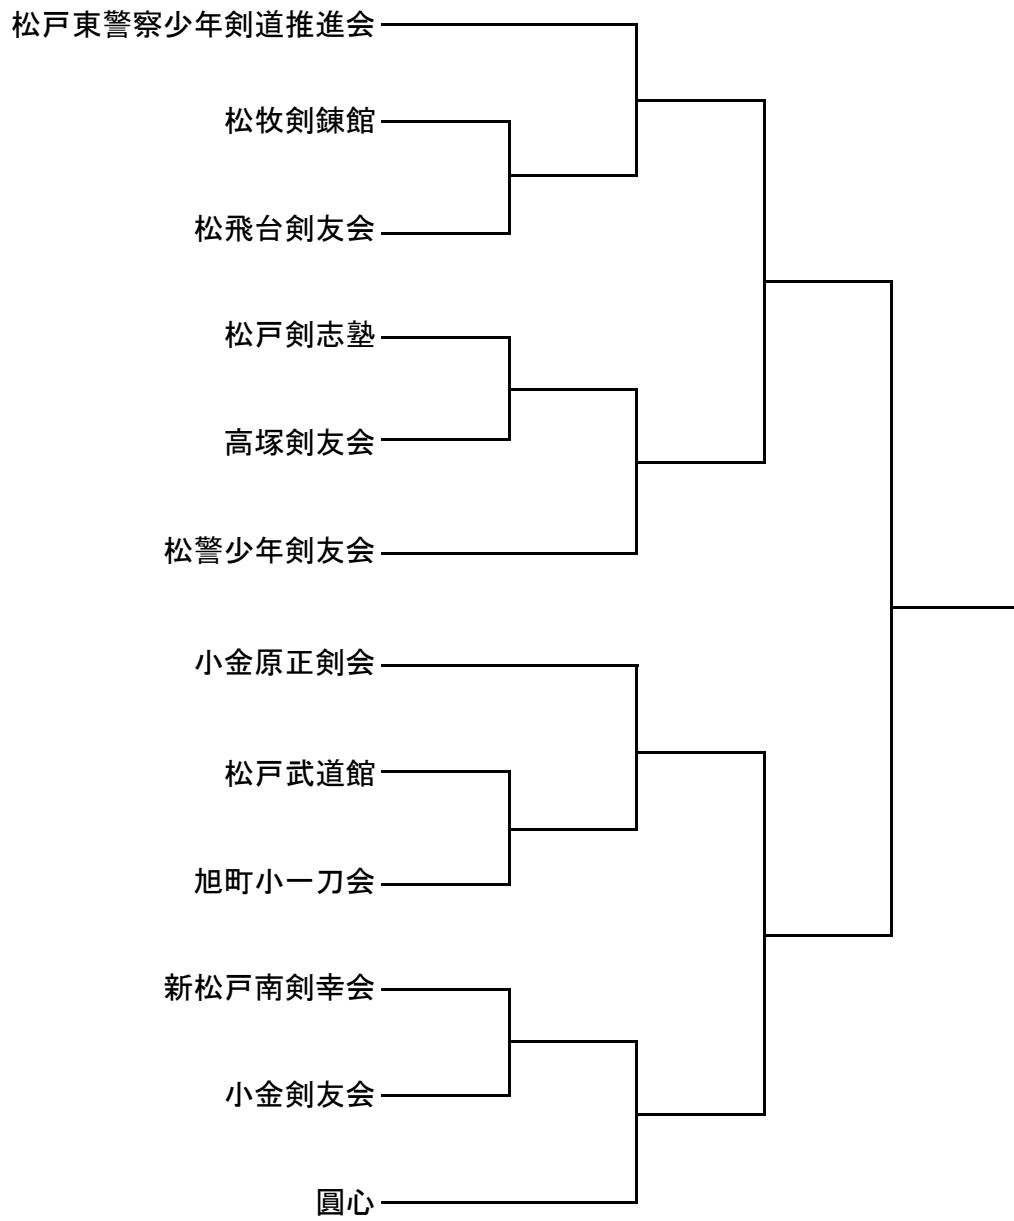 松戸東警察少年剣道推進会
松牧剣錬館
松飛台剣友会
松戸剣志塾
高塚剣友会
松警少年剣友会
小金原正剣会
松戸武道館
旭町小一刀会
新松戸南剣幸会
小金剣友会
圓心